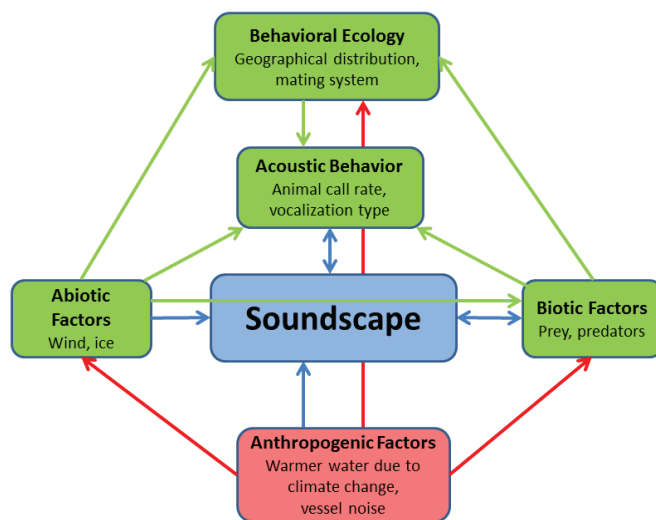 Behavioral Ecology
Geographical distribution,
mating system
Acoustic Behavior
Animal call rate,
vocalization type
Abiotic
Factors
Wind, ice
Soundscape
Biotic Factors
Prey, predators
Anthropogenic Factors
Warmer water due to
climate change,
vessel noise